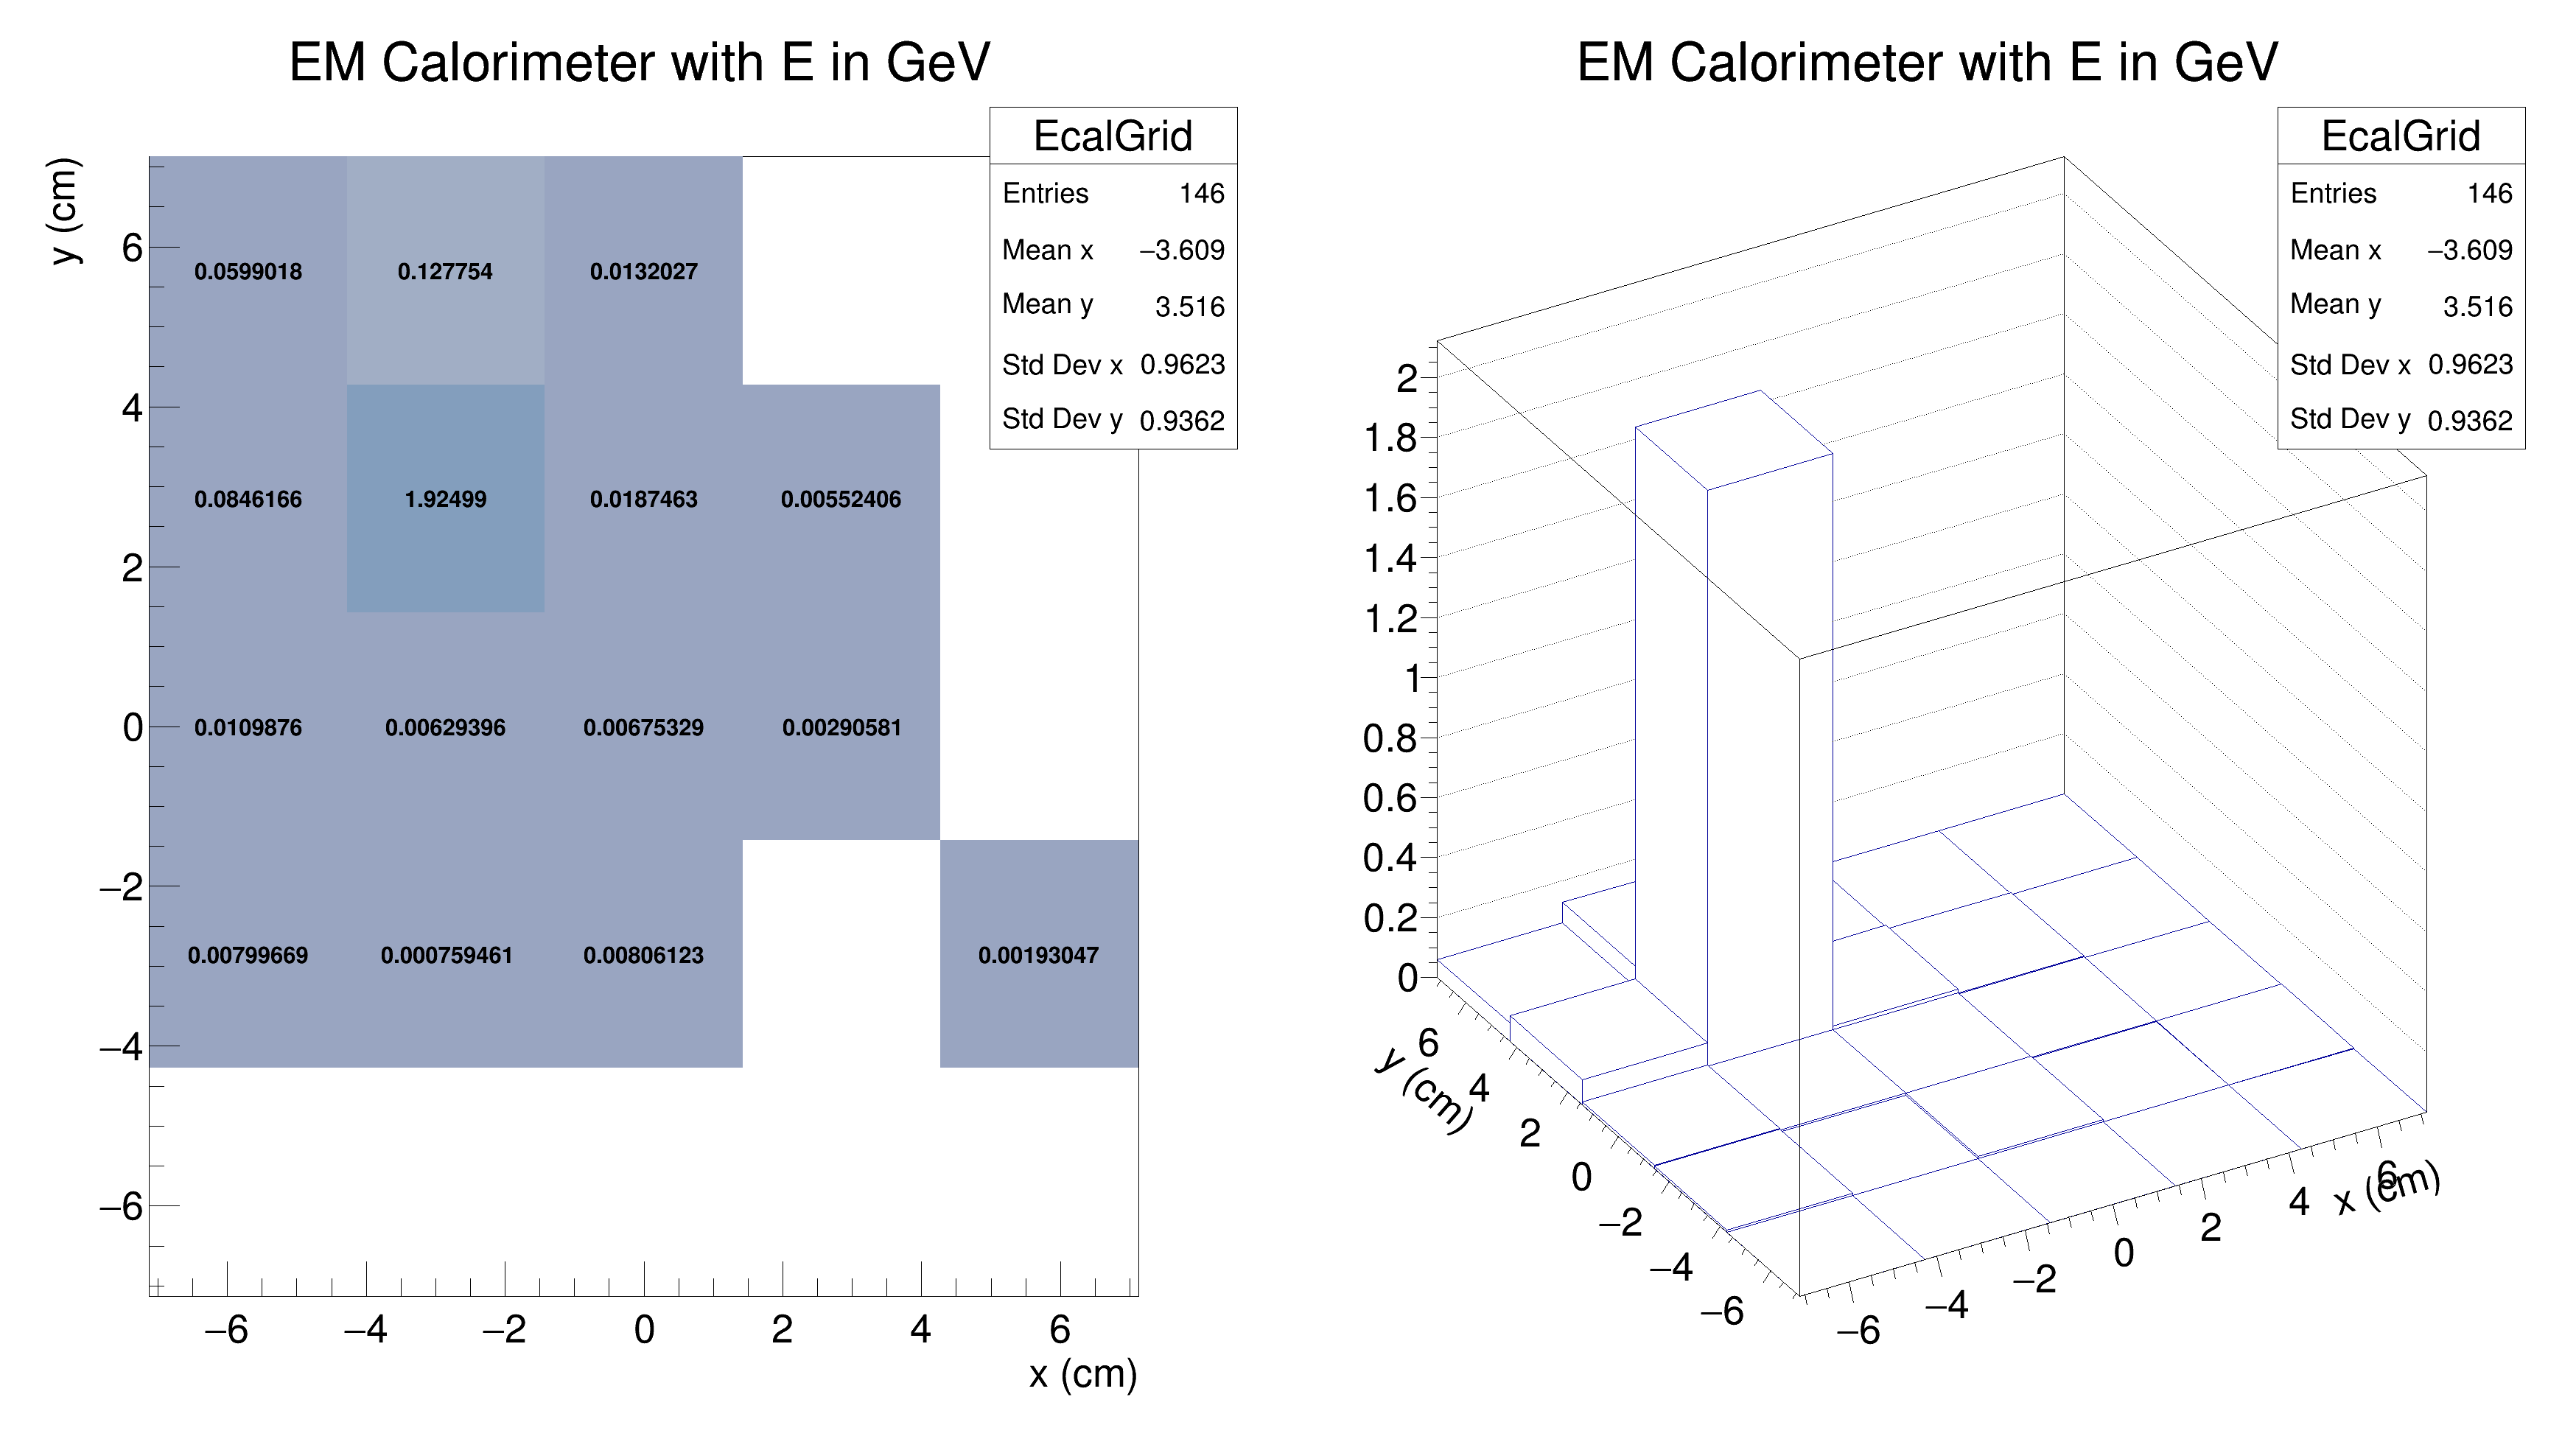 EM Calorimeter with E in GeV
EcalGrid
Entries 146
Mean x −3.609
Mean y 3.516
Std Dev x 0.9623
Std Dev y 0.9362
y (cm)
6
4
2
0
−2
−4
−6
0.0599018 0.127754 0.0132027
0.0846166 1.92499 0.0187463 0.00552406
0.0109876 0.00629396 0.00675329 0.00290581
0.00799669 0.000759461 0.00806123 0.00193047
−6 −4 −2 0 2 4 6
x (cm)
EM Calorimeter with E in GeV
EcalGrid
Entries 146
Mean x −3.609
Mean y 3.516
Std Dev x 0.9623
Std Dev y 0.9362
2
1.8
1.6
1.4
1.2
1
0.8
0.6
0.4
0.2
0
6
4
2
0
−2
−4
−6
y (cm)
−6 −4 −2 0 2 4 6
x (cm)